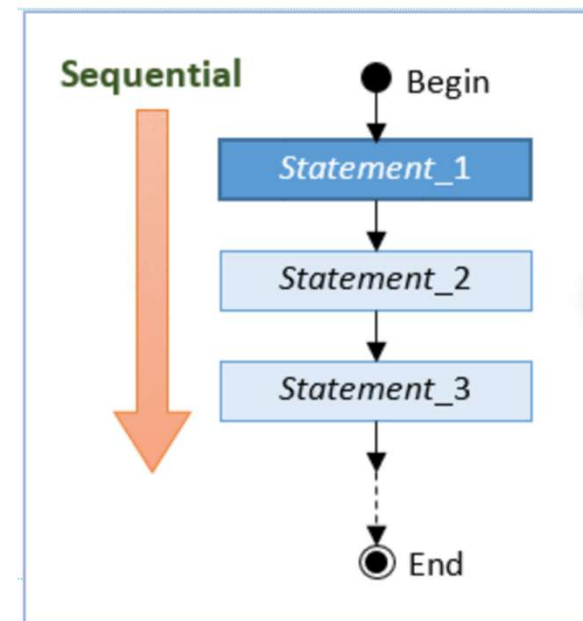 Sequential
Begin
Statement_1
Statement_2
Statement_3
End